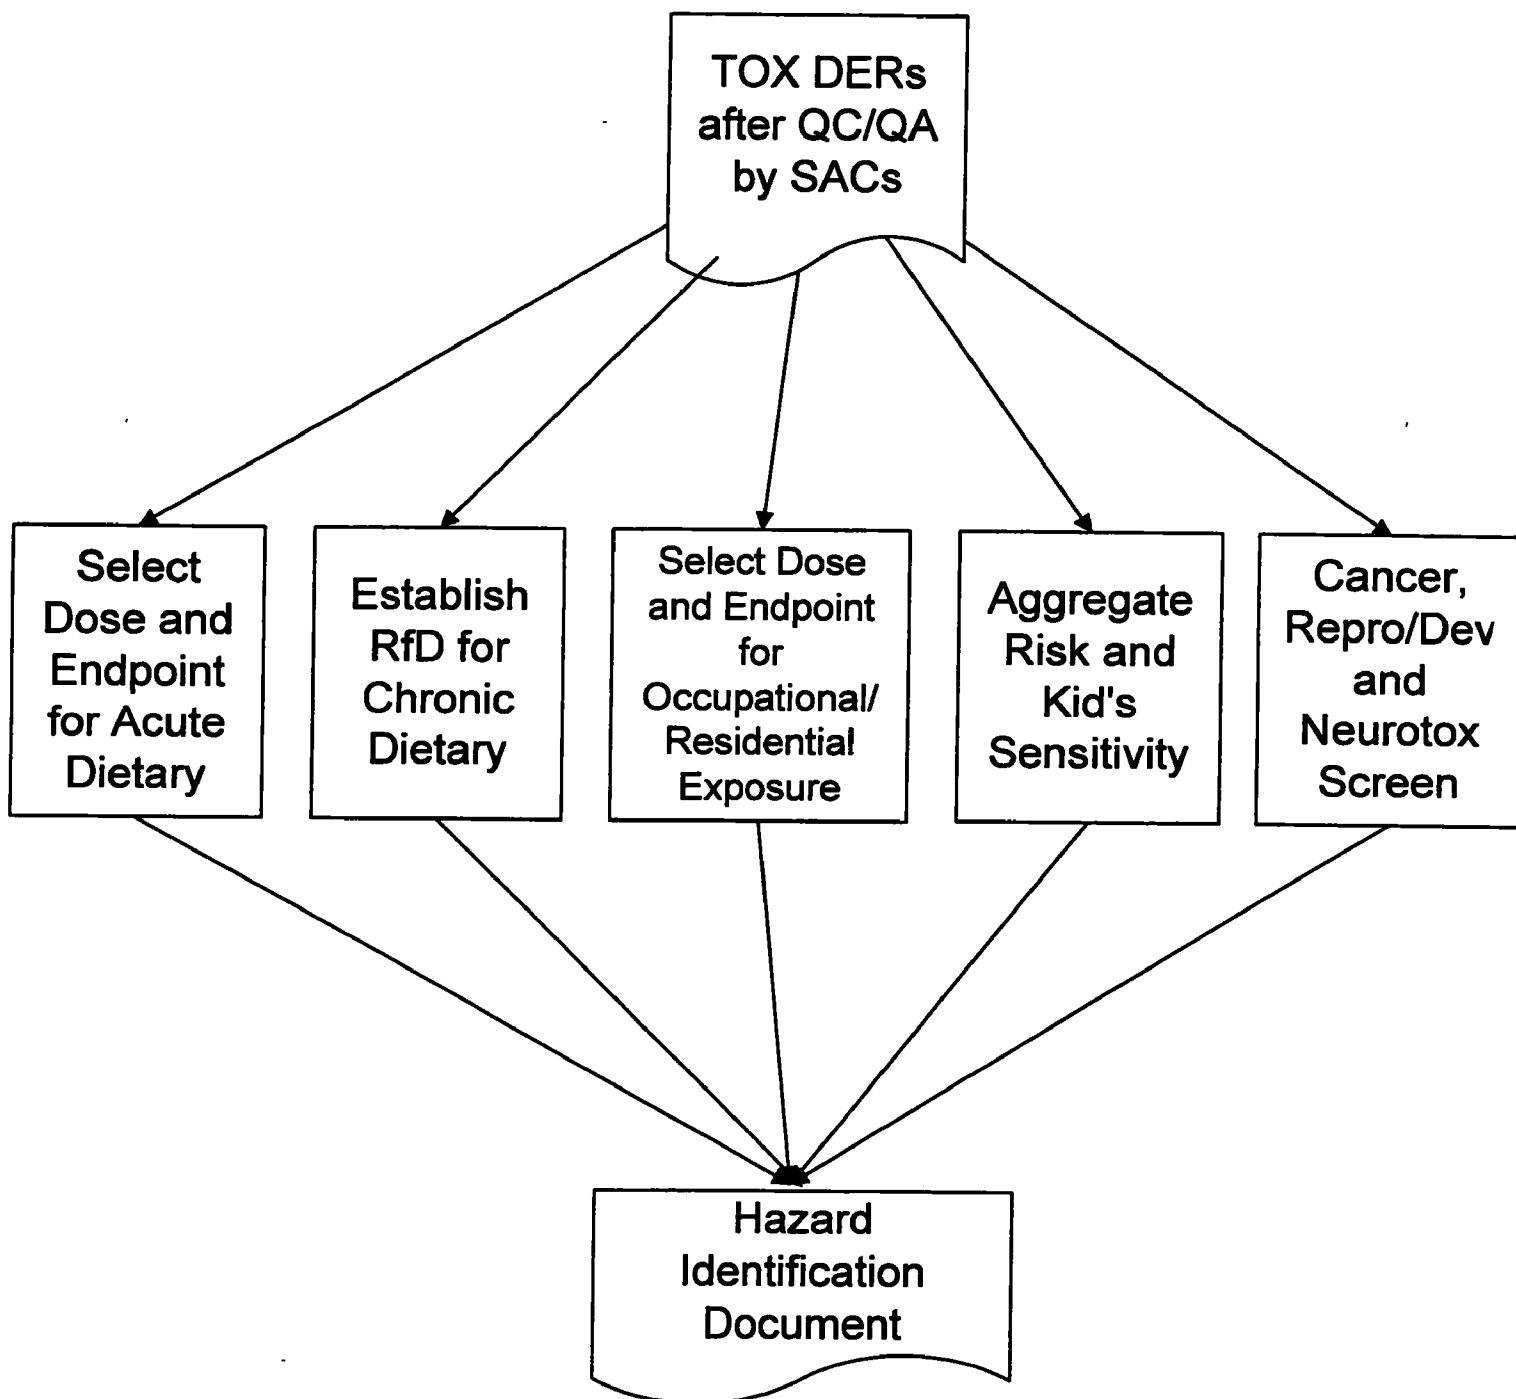 TOX DERs
after QC/QA
by SACs
Select
Dose and
Endpoint
for Acute
Dietary
Establish
RfD for
Chronic
Dietary
Select Dose
and Endpoint
for
Occupational/
Residential
Exposure
Aggregate
Risk and
Kid's
Sensitivity
Cancer,
Repro/Dev
and
Neurotox
Screen
Hazard
Identification
Document